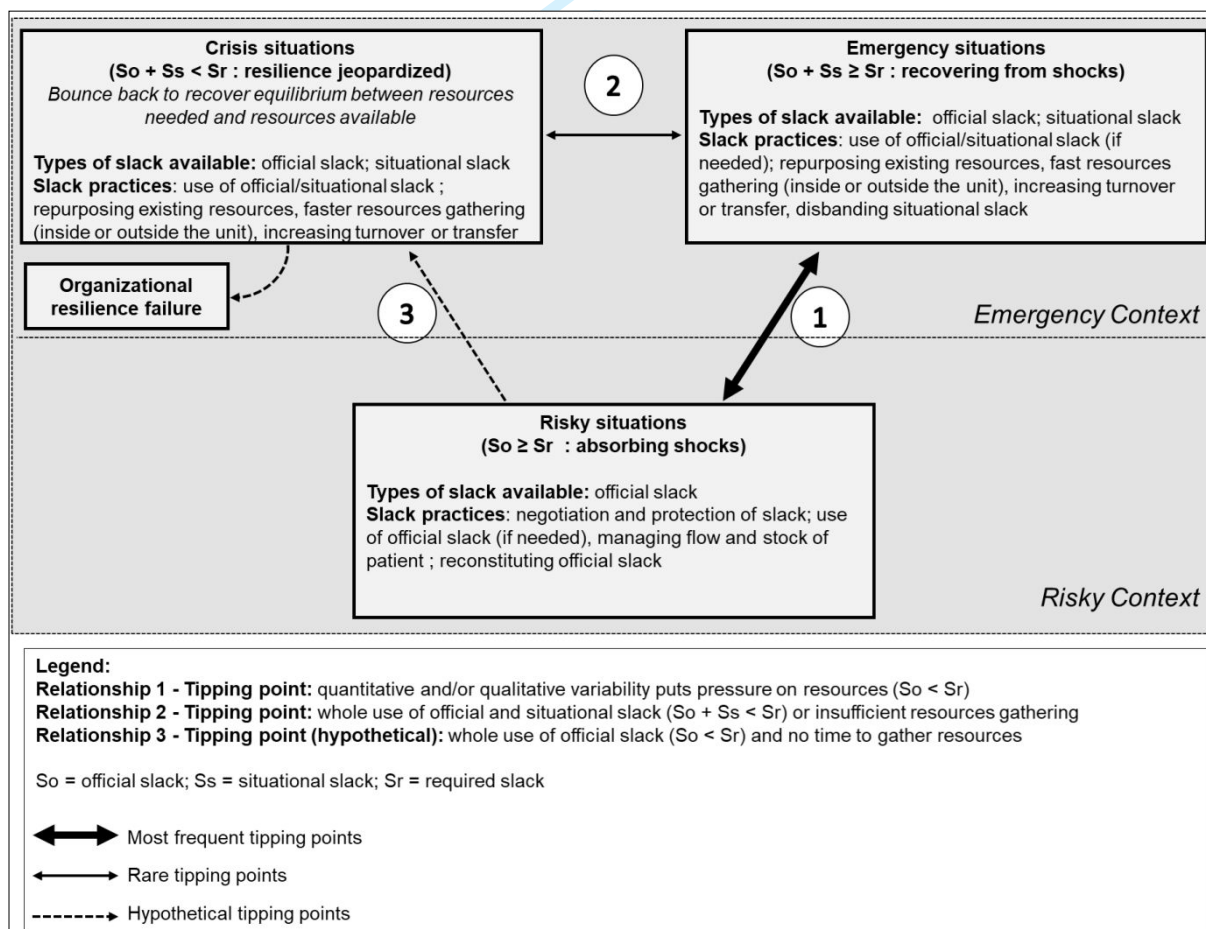 Crisis situations
(So + Ss < Sr : resilience jeopardized)
Bounce back to recover equilibrium between resources
needed and resources available
Types of slack available: official slack; situational slack
Slack practices: use of official/situational slack ;
repurposing existing resources, faster resources gathering
(inside or outside the unit), increasing turnover or transfer
2
Emergency situations
(So + Ss ≥ Sr : recovering from shocks)
Types of slack available: official slack; situational slack
Slack practices: use of official/situational slack (if
needed); repurposing existing resources, fast resources
gathering (inside or outside the unit), increasing turnover
or transfer, disbanding situational slack
Organizational
resilience failure
3
1
Emergency Context
Risky situations
(So ≥ Sr : absorbing shocks)
Types of slack available: official slack
Slack practices: negotiation and protection of slack; use
of official slack (if needed), managing flow and stock of
patient ; reconstituting official slack
Risky Context
Legend:
Relationship 1 - Tipping point: quantitative and/or qualitative variability puts pressure on resources (So < Sr)
Relationship 2 - Tipping point: whole use of official and situational slack (So + Ss < Sr) or insufficient resources gathering
Relationship 3 - Tipping point (hypothetical): whole use of official slack (So < Sr) and no time to gather resources
So = official slack; Ss = situational slack; Sr = required slack
Most frequent tipping points
Rare tipping points
Hypothetical tipping points